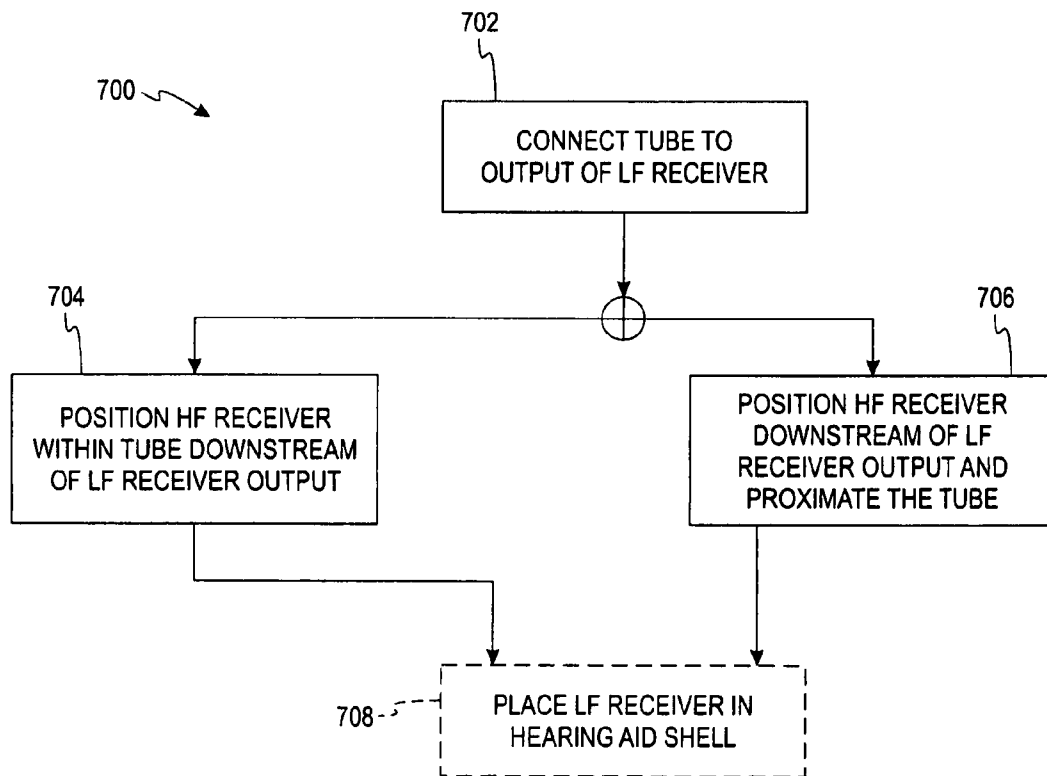 702
700
CONNECT TUBE TO
OUTPUT OF LF RECEIVER
704
706
POSITION HF RECEIVER
WITHIN TUBE DOWNSTREAM
OF LF RECEIVER OUTPUT
POSITION HF RECEIVER
DOWNSTREAM OF LF
RECEIVER OUTPUT AND
PROXIMATE THE TUBE
708
PLACE LF RECEIVER IN
HEARING AID SHELL